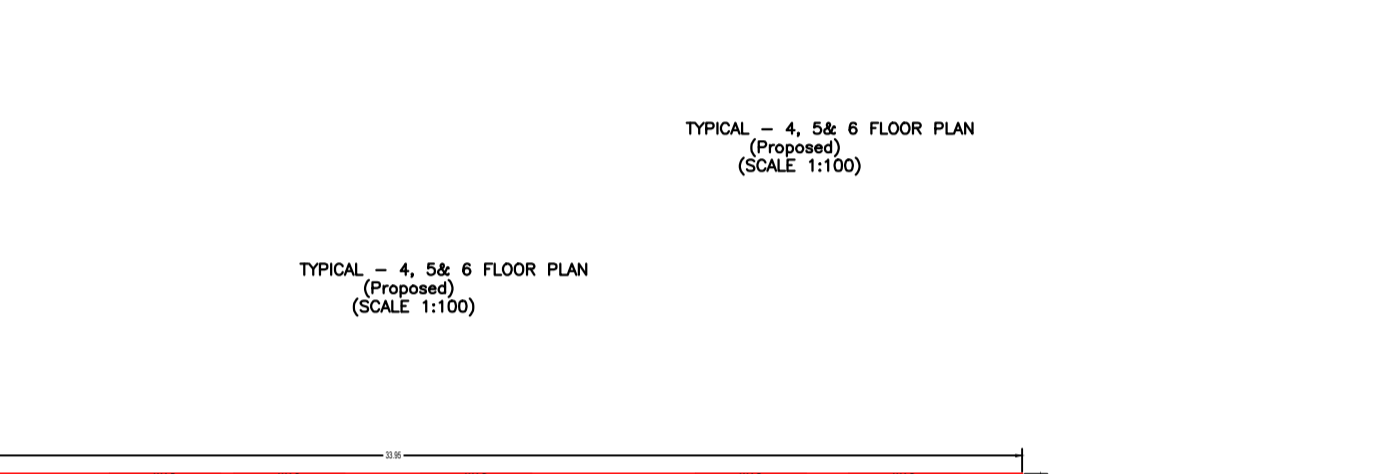 TYPICAL - 4, 5& 6 FLOOR PLAN
(Proposed)
(SCALE 1:100)
TYPICAL - 4, 5& 6 FLOOR PLAN
(Proposed)
(SCALE 1:100)
33.95